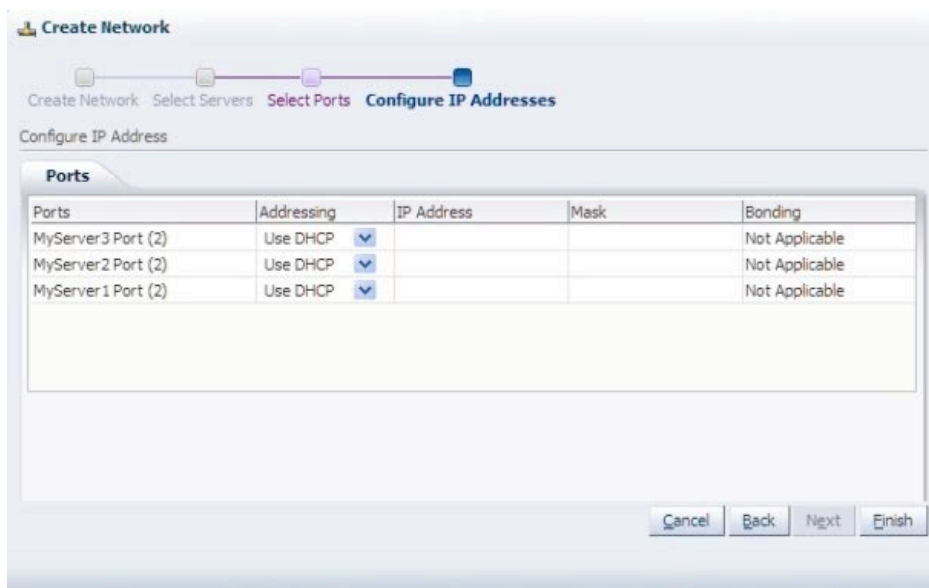 Create Network
Create Network Select Servers Select Ports Configure IP Addresses
Configure IP Address
Ports
Ports Addressing IP Address Mask Bonding
MyServer3 Port (2) Use DHCP Not Applicable
MyServer2 Port (2) Use DHCP Not Applicable
MyServer1 Port (2) Use DHCP Not Applicable
Cancel Back Next Finish